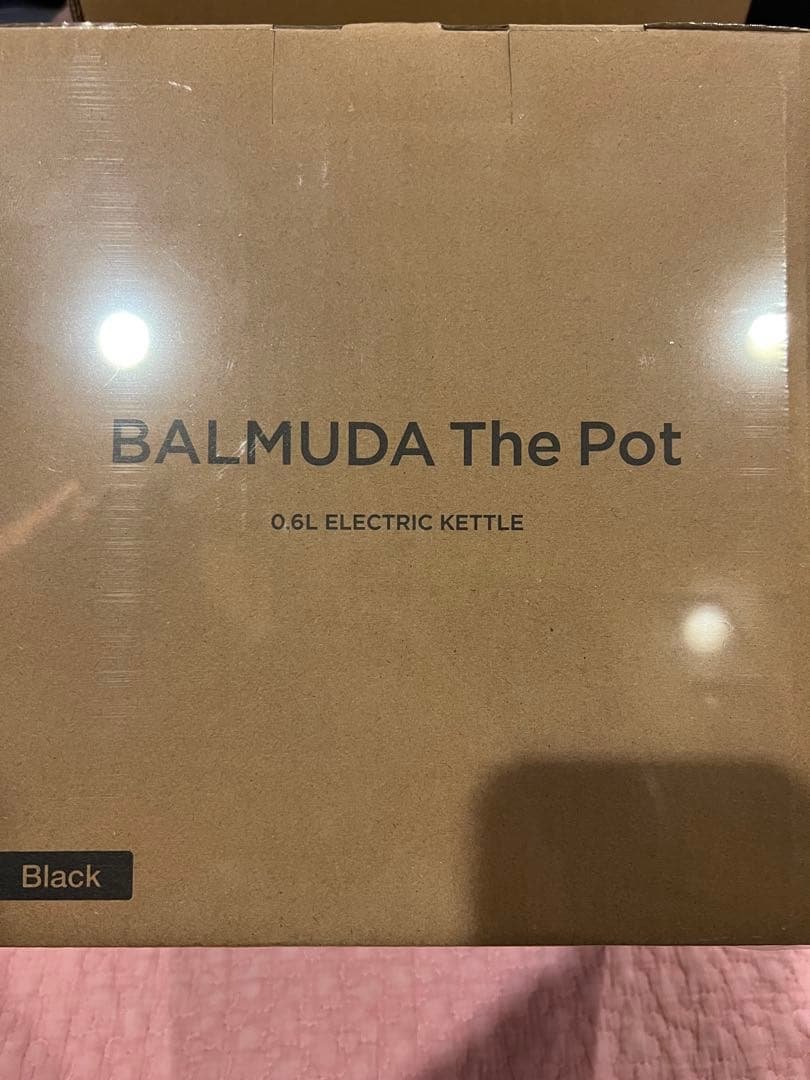 BALMUDA The Pot
0.6L ELECTRIC KETTLE
Black